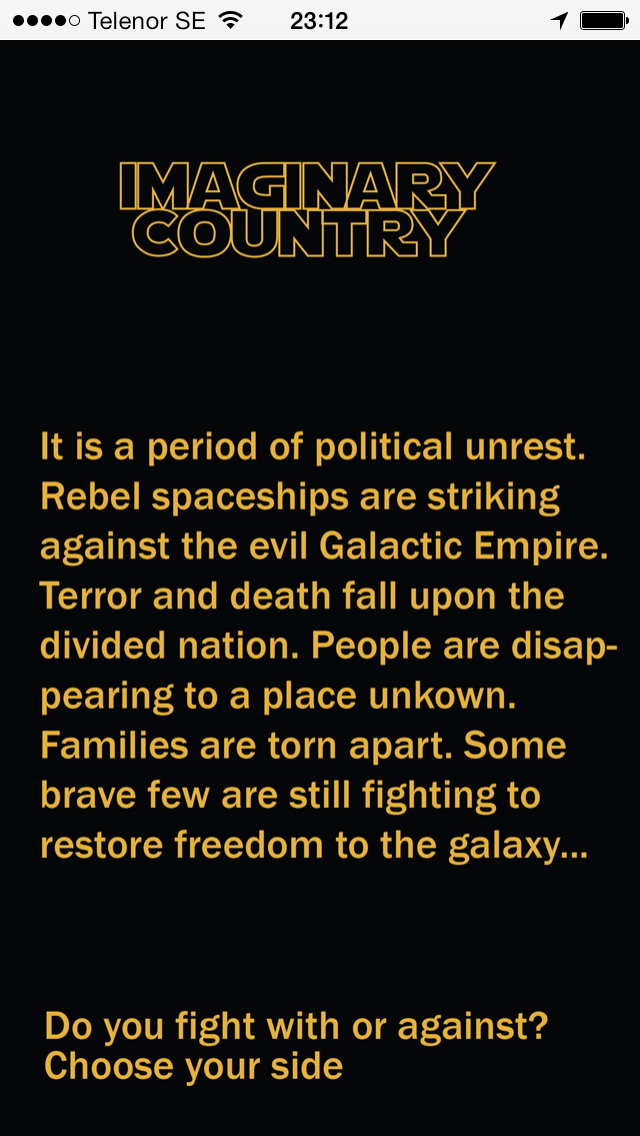 Telenor SE 23:12
IMAGINARY
COUNTRY
It is a period of political unrest.
Rebel spaceships are striking
against the evil Galactic Empire.
Terror and death fall upon the
divided nation. People are disap-
pearing to a place unkown.
Families are torn apart. Some
brave few are still fighting to
restore freedom to the galaxy...
Do you fight with or against?
Choose your side